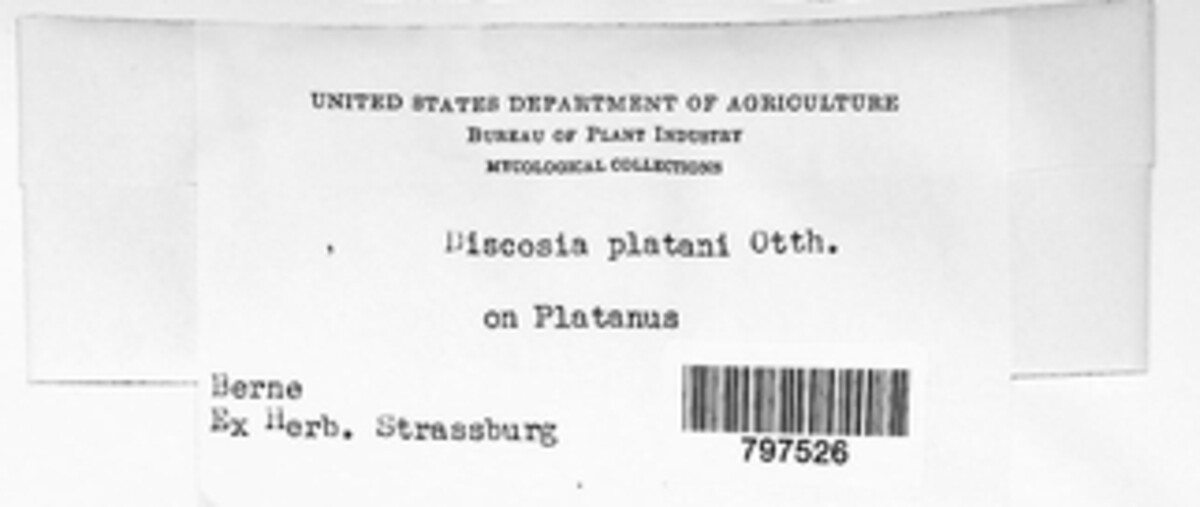 UNITED STATES DEPARTMENT OF AGRICULTURE
BUREAU OF PLANT INDUSTRY
MYCOLOGICAL COLLECTIONS
Discosia platani Otth.
on Platanus
Berne
Ex Herb. Strassburg
797526